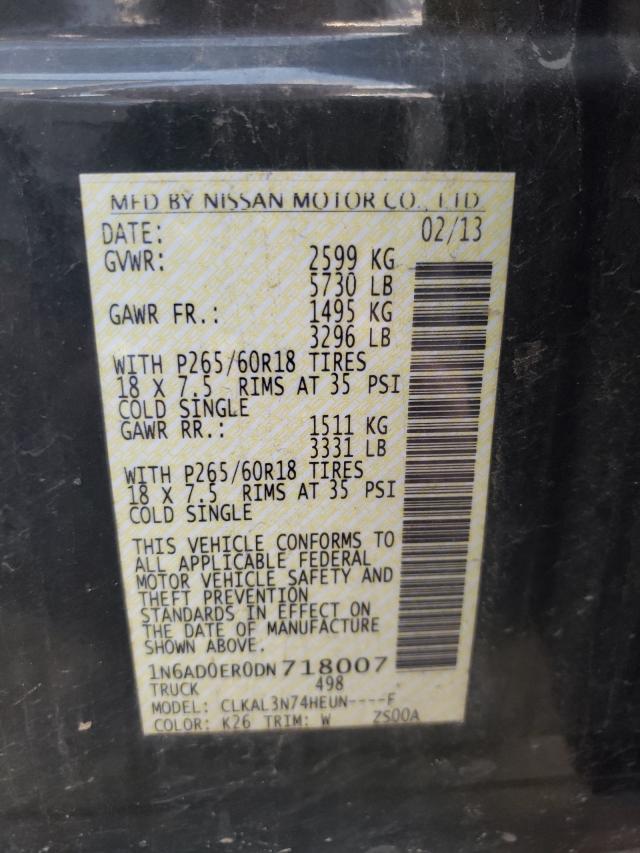 MFD BY NISSAN MOTOR CO., LTD
DATE: 02/13
GVWR: 2599 KG
5730 LB
GAWR FR.: 1495 KG
3296 LB
WITH P265/60R18 TIRES
18 X 7.5 RIMS AT 35 PSI
COLD SINGLE
GAWR RR.: 1511 KG
3331 LB
WITH P265/60R18 TIRES
18 X 7.5 RIMS AT 35 PSI
COLD SINGLE
THIS VEHICLE CONFORMS TO
ALL APPLICABLE FEDERAL
MOTOR VEHICLE SAFETY AND
THEFT PREVENTION
STANDARDS IN EFFECT ON
THE DATE OF MANUFACTURE
SHOWN ABOVE.
1N6AD0ER0DN718007
TRUCK 498
MODEL: CLKAL3N74HEUN----F
COLOR: K26 TRIM: W ZS00A